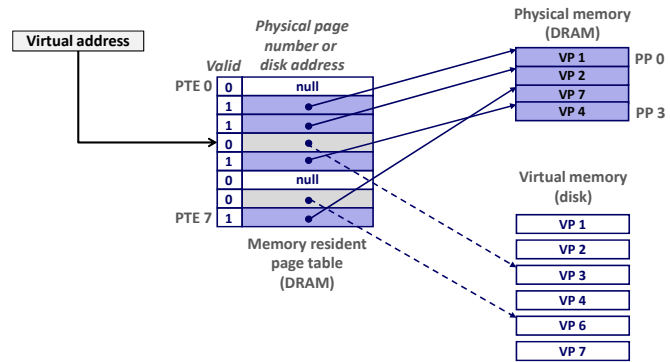 Virtual address
Physical page
number or
disk address
Valid
PTE 0
0
null
1
1
0
1
0
null
0
PTE 7
1
Memory resident
page table
(DRAM)
Physical memory
(DRAM)
VP 1
PP 0
VP 2
VP 7
VP 4
PP 3
Virtual memory
(disk)
VP 1
VP 2
VP 3
VP 4
VP 6
VP 7